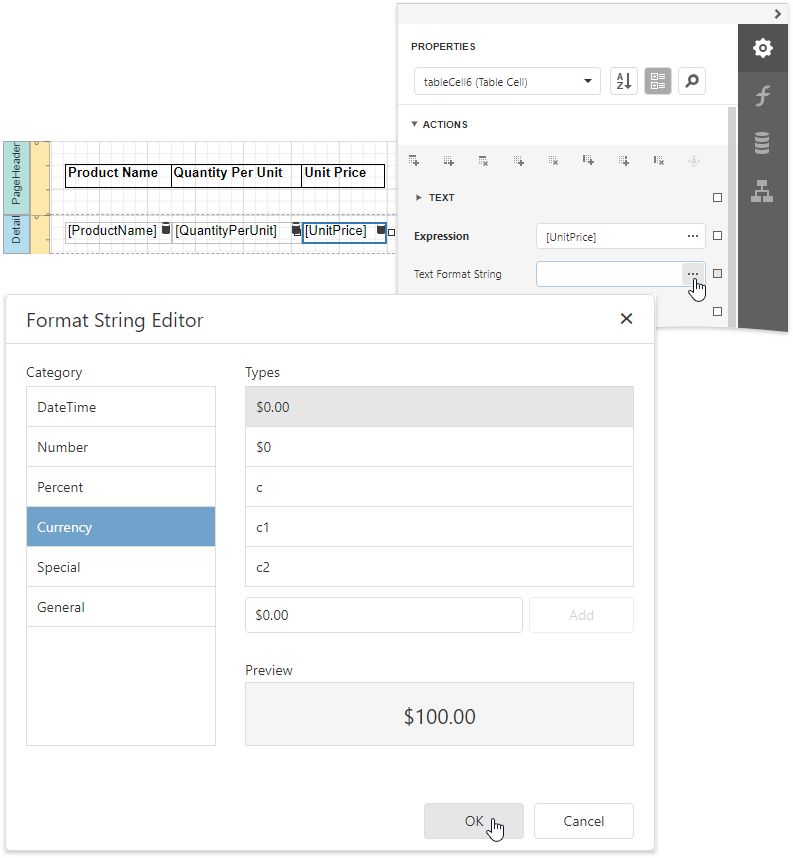 PROPERTIES
tableCell6 (Table Cell)
ACTIONS
TEXT
Expression
[UnitPrice]
Text Format String
PageHeader
Product Name
Quantity Per Unit
Unit Price
Detail
[ProductName]
[QuantityPerUnit]
[UnitPrice]
Format String Editor
Category
DateTime
Number
Percent
Currency
Special
General
Types
$0.00
$0
c
c1
c2
$0.00
Add
Preview
$100.00
OK
Cancel